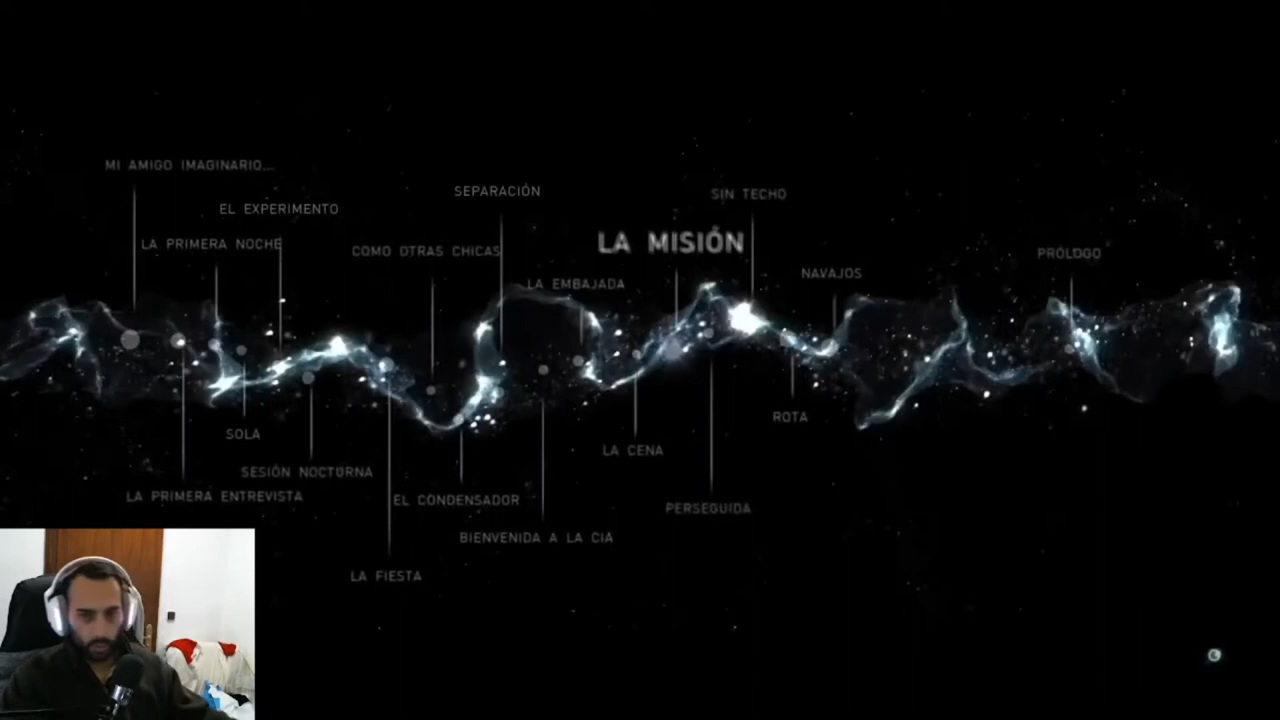 MI AMIGO IMAGINARIO...
SEPARACIÓN
SIN TECHO
EL EXPERIMENTO
LA PRIMERA NOCHE
LA MISIÓN
COMO OTRAS CHICAS
PRÓLOGO
NAVAJOS
LA EMBAJADA
ROTA
SOLA
LA CENA
SESIÓN NOCTURNA
LA PRIMERA ENTREVISTA
EL CONDENSADOR
PERSEGUIDA
BIENVENIDA A LA CIA
LA FIESTA